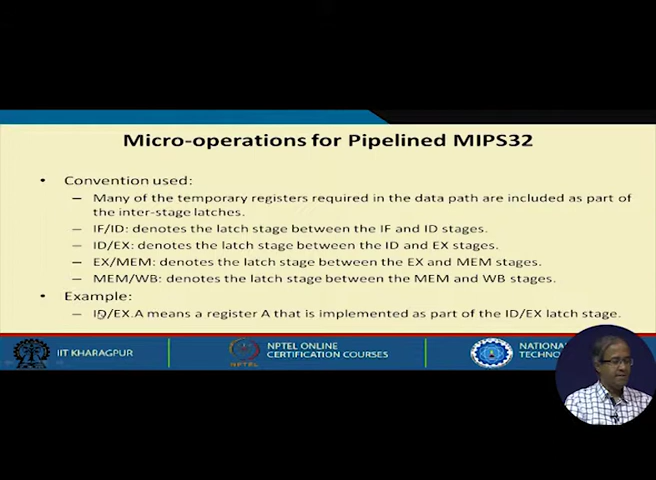 Micro-operations for Pipelined MIPS32
• Convention used:
– Many of the temporary registers required in the data path are included as part of
the inter-stage latches.
– IF/ID: denotes the latch stage between the IF and ID stages.
– ID/EX: denotes the latch stage between the ID and EX stages.
– EX/MEM: denotes the latch stage between the EX and MEM stages.
– MEM/WB: denotes the latch stage between the MEM and WB stages.
• Example:
– ID/EX.A means a register A that is implemented as part of the ID/EX latch stage.
IIT KHARAGPUR
NPTEL
NPTEL ONLINE
CERTIFICATION COURSES
NATIONAL
TECHNO